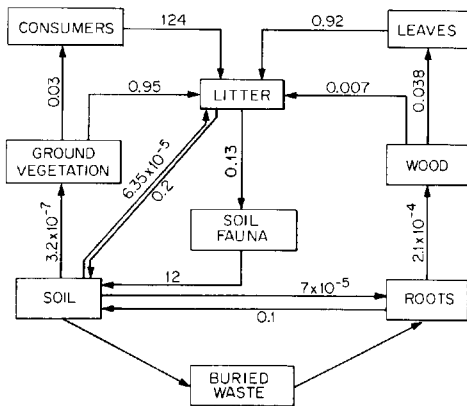 CONSUMERS
124
0.92
LEAVES
0.03
0.95
LITTER
0.007
0.038
GROUND
VEGETATION
6.35x10⁻⁵
0.2
0.13
WOOD
3.2x10⁻⁷
SOIL
FAUNA
2.1x10⁻⁴
12
SOIL
7x10⁻⁵
0.1
ROOTS
BURIED
WASTE